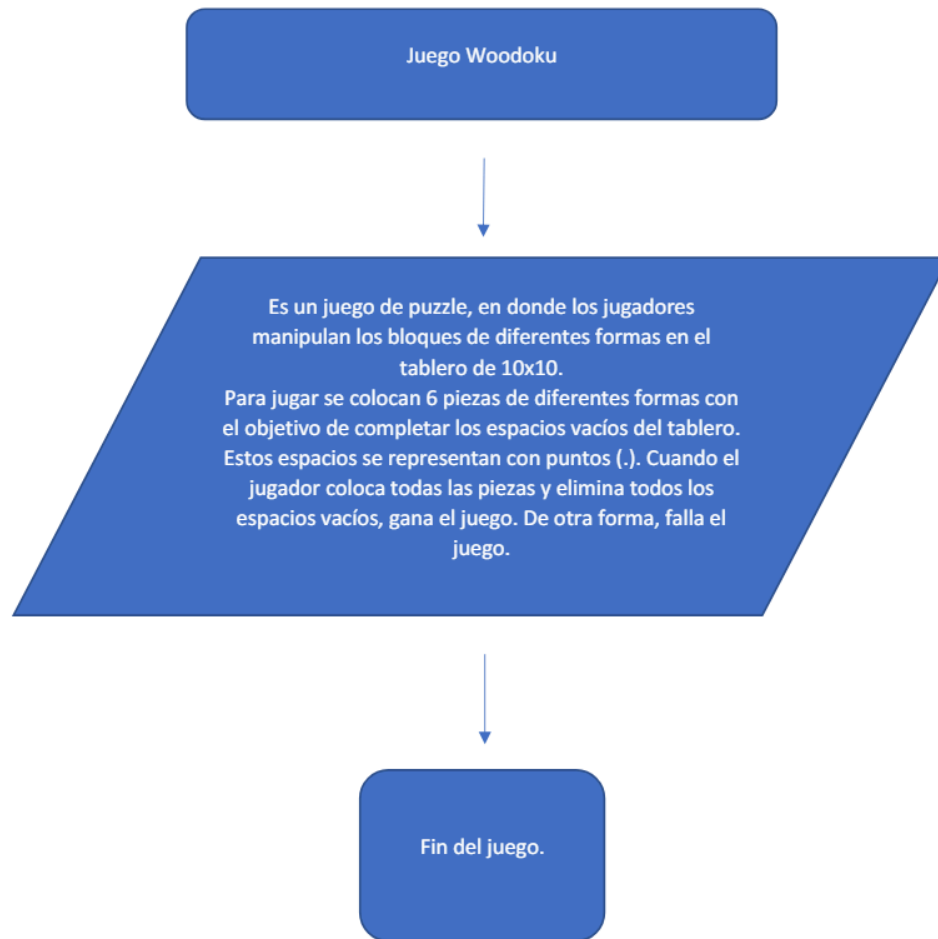 Juego Woodoku
Es un juego de puzzle, en donde los jugadores
manipulan los bloques de diferentes formas en el
tablero de 10x10.
Para jugar se colocan 6 piezas de diferentes formas con
el objetivo de completar los espacios vacíos del tablero.
Estos espacios se representan con puntos (.). Cuando el
jugador coloca todas las piezas y elimina todos los
espacios vacíos, gana el juego. De otra forma, falla el
juego.
Fin del juego.